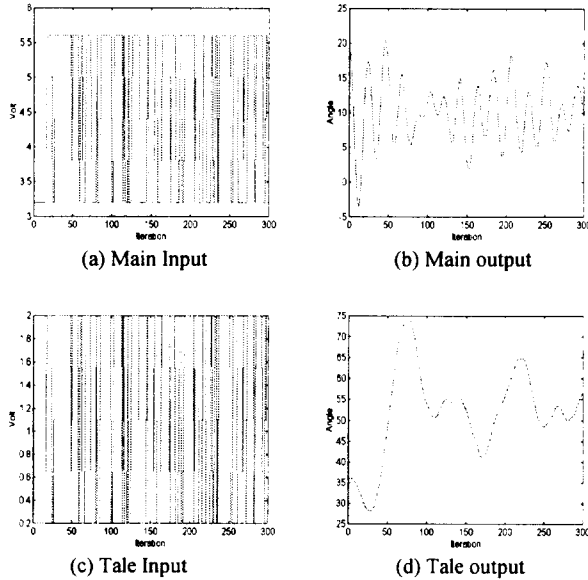 6
5.5
5
4.5
4
3.5
3
Volt
0 50 100 150 200 250 300
Iteration
(a) Main Input
25
20
15
10
5
0
-5
Angle
0 50 100 150 200 250 300
Iteration
(b) Main output
2
1.8
1.6
1.4
1.2
1
0.8
0.6
0.4
0.2
Volt
0 50 100 150 200 250 300
Iteration
(c) Tale Input
75
70
65
60
55
50
45
40
35
30
25
Angle
0 50 100 150 200 250 300
Iteration
(d) Tale output